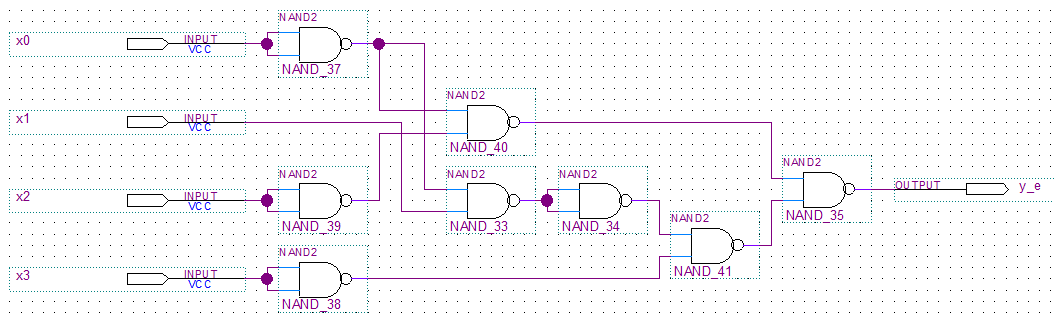 NAND2
x0 INPUT
VCC
NAND_37
NAND2
x1 INPUT
VCC
NAND_40
NAND2
x2 INPUT
VCC
NAND_39
NAND2
NAND_33
NAND2
NAND_34
NAND2
NAND_35
OUTPUT y_e
NAND2
NAND_41
NAND2
x3 INPUT
VCC
NAND_38